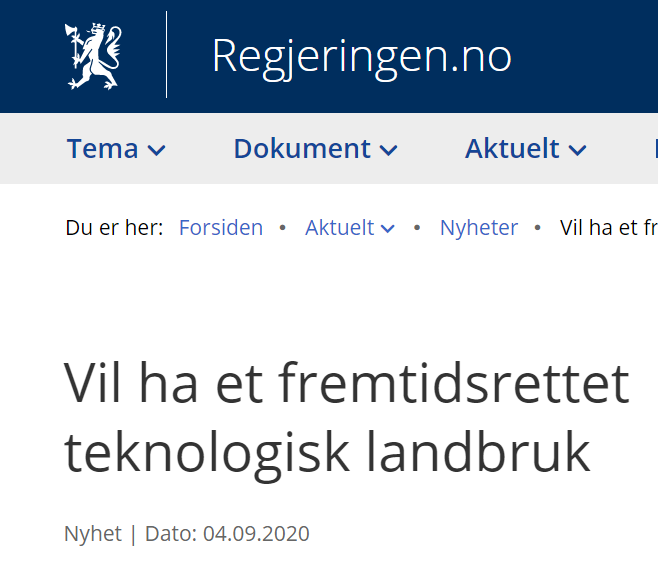 Regjeringen.no
Tema Dokument Aktuelt
Du er her: Forsiden • Aktuelt • Nyheter • Vil ha et
Vil ha et fremtidsrettet
teknologisk landbruk
Nyhet | Dato: 04.09.2020